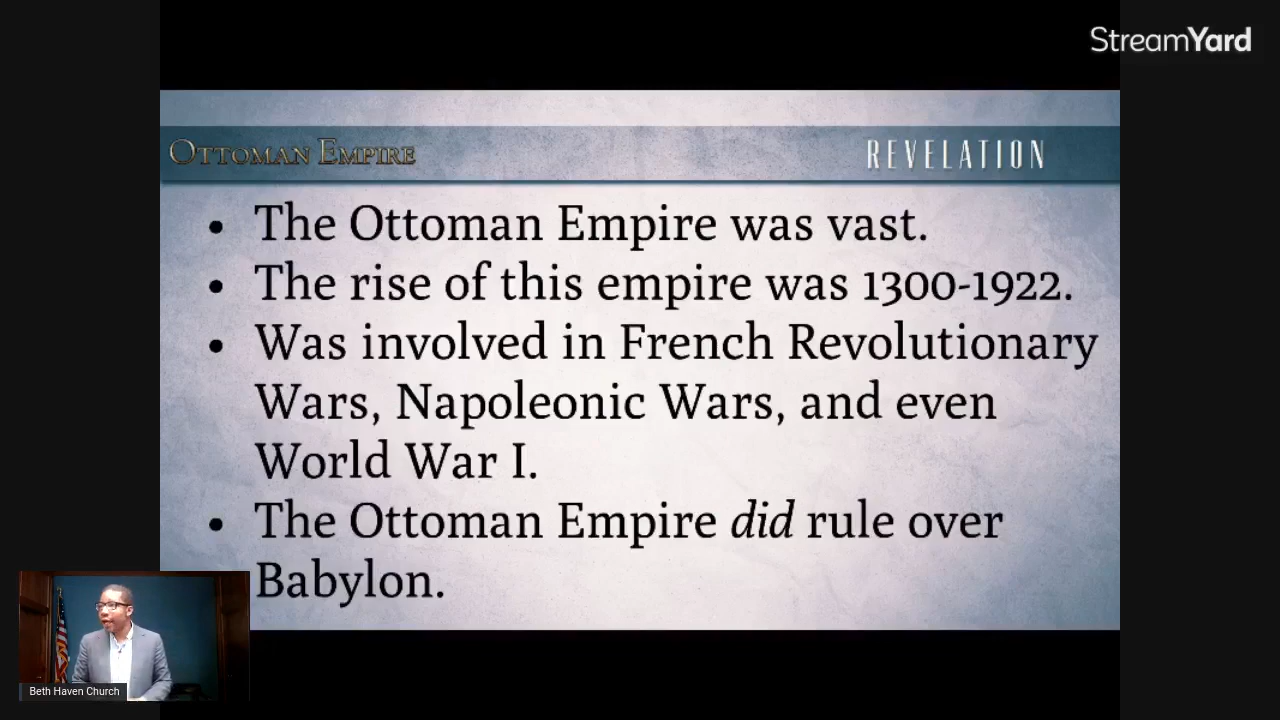 StreamYard
OTTOMAN EMPIRE
REVELATION
• The Ottoman Empire was vast.
• The rise of this empire was 1300-1922.
• Was involved in French Revolutionary
Wars, Napoleonic Wars, and even
World War I.
• The Ottoman Empire did rule over
Babylon.
Beth Haven Church